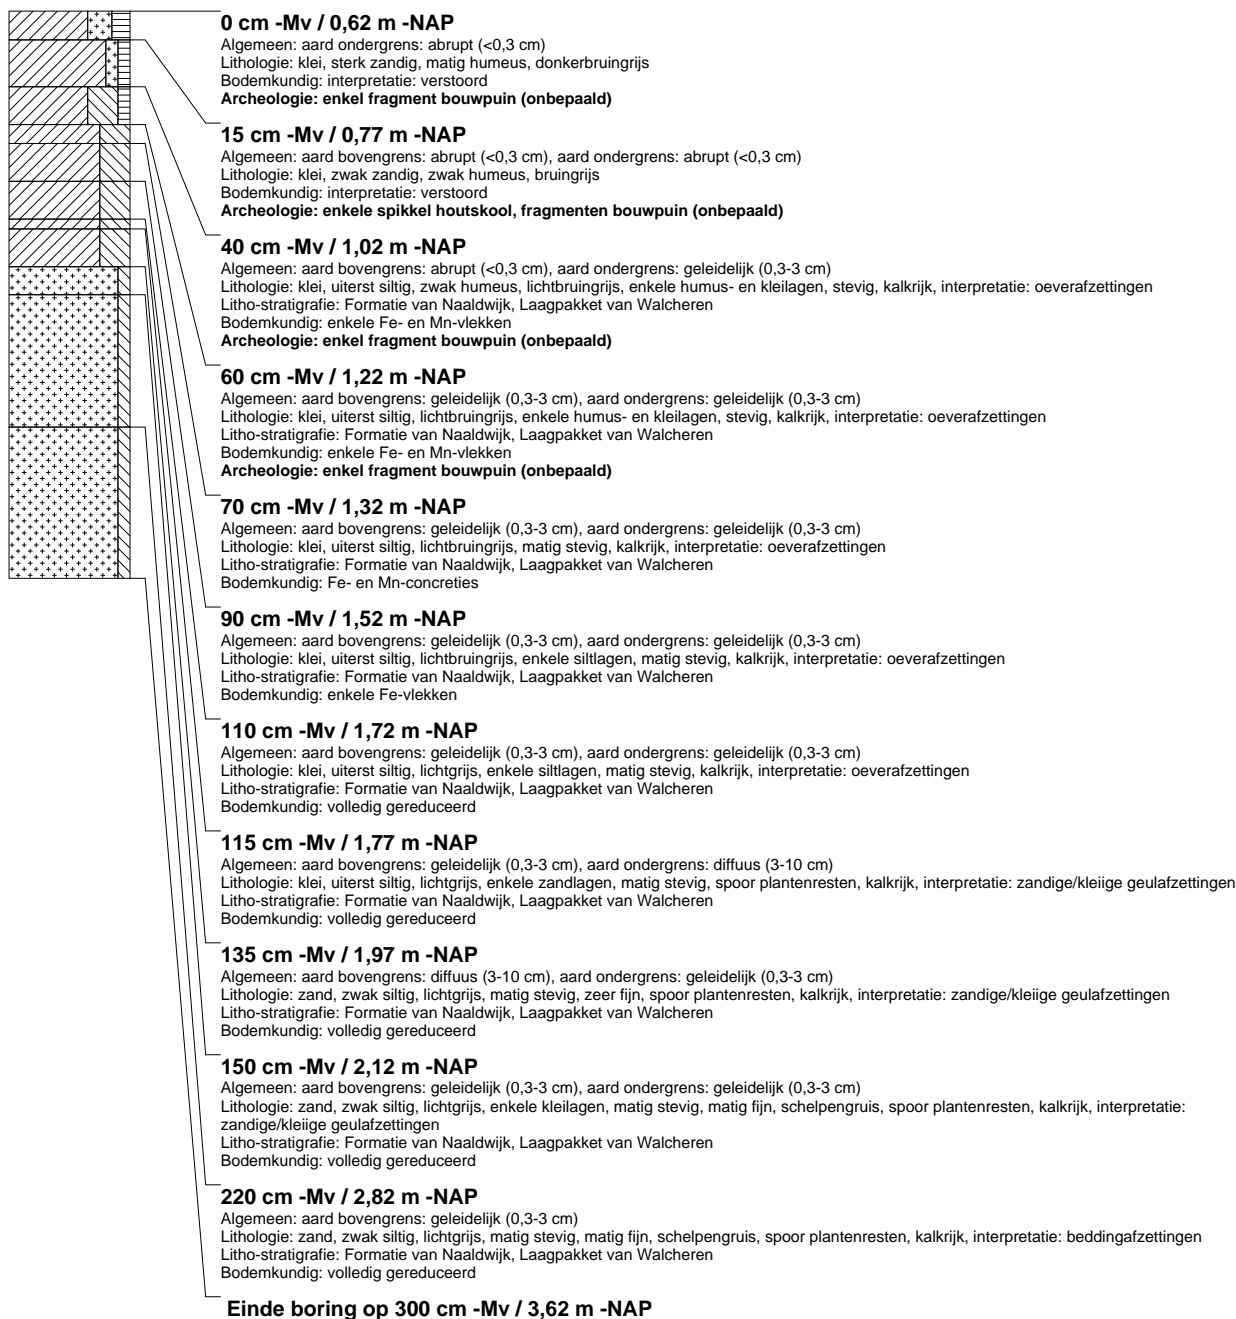 0 cm -Mv / 0,62 m -NAP
Algemeen: aard ondergrens: abrupt (<0,3 cm)
Lithologie: klei, sterk zandig, matig humeus, donkerbruingrijs
Bodemkundig: interpretatie: verstoord
Archeologie: enkel fragment bouwpuin (onbepaald)
15 cm -Mv / 0,77 m -NAP
Algemeen: aard bovengrens: abrupt (<0,3 cm), aard ondergrens: abrupt (<0,3 cm)
Lithologie: klei, zwak zandig, zwak humeus, bruingrijs
Bodemkundig: interpretatie: verstoord
Archeologie: enkele spikkel houtskool, fragmenten bouwpuin (onbepaald)
40 cm -Mv / 1,02 m -NAP
Algemeen: aard bovengrens: abrupt (<0,3 cm), aard ondergrens: geleidelijk (0,3-3 cm)
Lithologie: klei, uiterst siltig, zwak humeus, lichtbruingrijs, enkele humus- en kleilagen, stevig, kalkrijk, interpretatie: oeverafzettingen
Litho-stratigrafie: Formatie van Naaldwijk, Laagpakket van Walcheren
Bodemkundig: enkele Fe- en Mn-vlekken
Archeologie: enkel fragment bouwpuin (onbepaald)
60 cm -Mv / 1,22 m -NAP
Algemeen: aard bovengrens: geleidelijk (0,3-3 cm), aard ondergrens: geleidelijk (0,3-3 cm)
Lithologie: klei, uiterst siltig, lichtbruingrijs, enkele humus- en kleilagen, stevig, kalkrijk, interpretatie: oeverafzettingen
Litho-stratigrafie: Formatie van Naaldwijk, Laagpakket van Walcheren
Bodemkundig: enkele Fe- en Mn-vlekken
Archeologie: enkel fragment bouwpuin (onbepaald)
70 cm -Mv / 1,32 m -NAP
Algemeen: aard bovengrens: geleidelijk (0,3-3 cm), aard ondergrens: geleidelijk (0,3-3 cm)
Lithologie: klei, uiterst siltig, lichtbruingrijs, matig stevig, kalkrijk, interpretatie: oeverafzettingen
Litho-stratigrafie: Formatie van Naaldwijk, Laagpakket van Walcheren
Bodemkundig: Fe- en Mn-concreties
90 cm -Mv / 1,52 m -NAP
Algemeen: aard bovengrens: geleidelijk (0,3-3 cm), aard ondergrens: geleidelijk (0,3-3 cm)
Lithologie: klei, uiterst siltig, lichtbruingrijs, enkele siltlagen, matig stevig, kalkrijk, interpretatie: oeverafzettingen
Litho-stratigrafie: Formatie van Naaldwijk, Laagpakket van Walcheren
Bodemkundig: enkele Fe-vlekken
110 cm -Mv / 1,72 m -NAP
Algemeen: aard bovengrens: geleidelijk (0,3-3 cm), aard ondergrens: geleidelijk (0,3-3 cm)
Lithologie: klei, uiterst siltig, lichtgrijs, enkele siltlagen, matig stevig, kalkrijk, interpretatie: oeverafzettingen
Litho-stratigrafie: Formatie van Naaldwijk, Laagpakket van Walcheren
Bodemkundig: volledig gereduceerd
115 cm -Mv / 1,77 m -NAP
Algemeen: aard bovengrens: geleidelijk (0,3-3 cm), aard ondergrens: diffuus (3-10 cm)
Lithologie: klei, uiterst siltig, lichtgrijs, enkele zandlagen, matig stevig, spoor plantenresten, kalkrijk, interpretatie: zandige/kleiige geulafzettingen
Litho-stratigrafie: Formatie van Naaldwijk, Laagpakket van Walcheren
Bodemkundig: volledig gereduceerd
135 cm -Mv / 1,97 m -NAP
Algemeen: aard bovengrens: diffuus (3-10 cm), aard ondergrens: geleidelijk (0,3-3 cm)
Lithologie: zand, zwak siltig, lichtgrijs, matig stevig, zeer fijn, spoor plantenresten, kalkrijk, interpretatie: zandige/kleiige geulafzettingen
Litho-stratigrafie: Formatie van Naaldwijk, Laagpakket van Walcheren
Bodemkundig: volledig gereduceerd
150 cm -Mv / 2,12 m -NAP
Algemeen: aard bovengrens: geleidelijk (0,3-3 cm), aard ondergrens: geleidelijk (0,3-3 cm)
Lithologie: zand, zwak siltig, lichtgrijs, enkele kleilagen, matig stevig, matig fijn, schelpengruis, spoor plantenresten, kalkrijk, interpretatie:
zandige/kleiige geulafzettingen
Litho-stratigrafie: Formatie van Naaldwijk, Laagpakket van Walcheren
Bodemkundig: volledig gereduceerd
220 cm -Mv / 2,82 m -NAP
Algemeen: aard bovengrens: geleidelijk (0,3-3 cm)
Lithologie: zand, zwak siltig, lichtgrijs, matig stevig, matig fijn, schelpengruis, spoor plantenresten, kalkrijk, interpretatie: beddingafzettingen
Litho-stratigrafie: Formatie van Naaldwijk, Laagpakket van Walcheren
Bodemkundig: volledig gereduceerd
Einde boring op 300 cm -Mv / 3,62 m -NAP